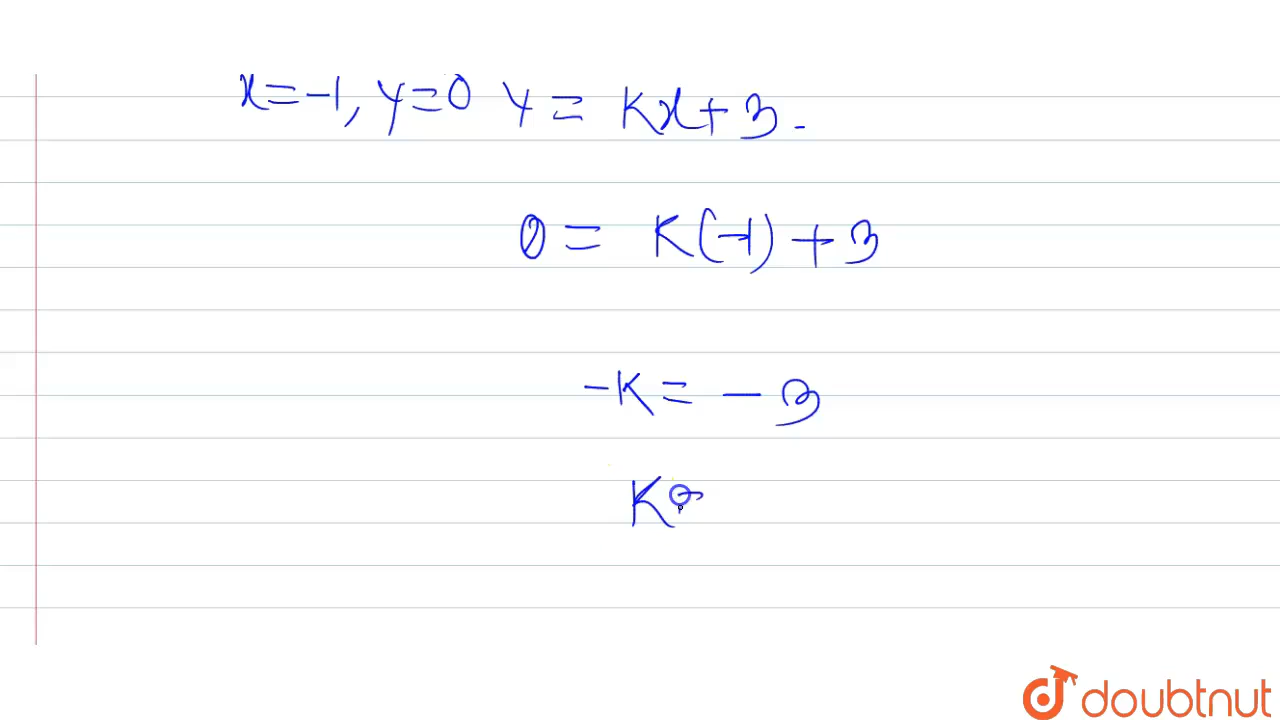 x=-1, y=0 y = Kx+3.
0 = K(-1) + 3
-K = - 3
K
doubtnut